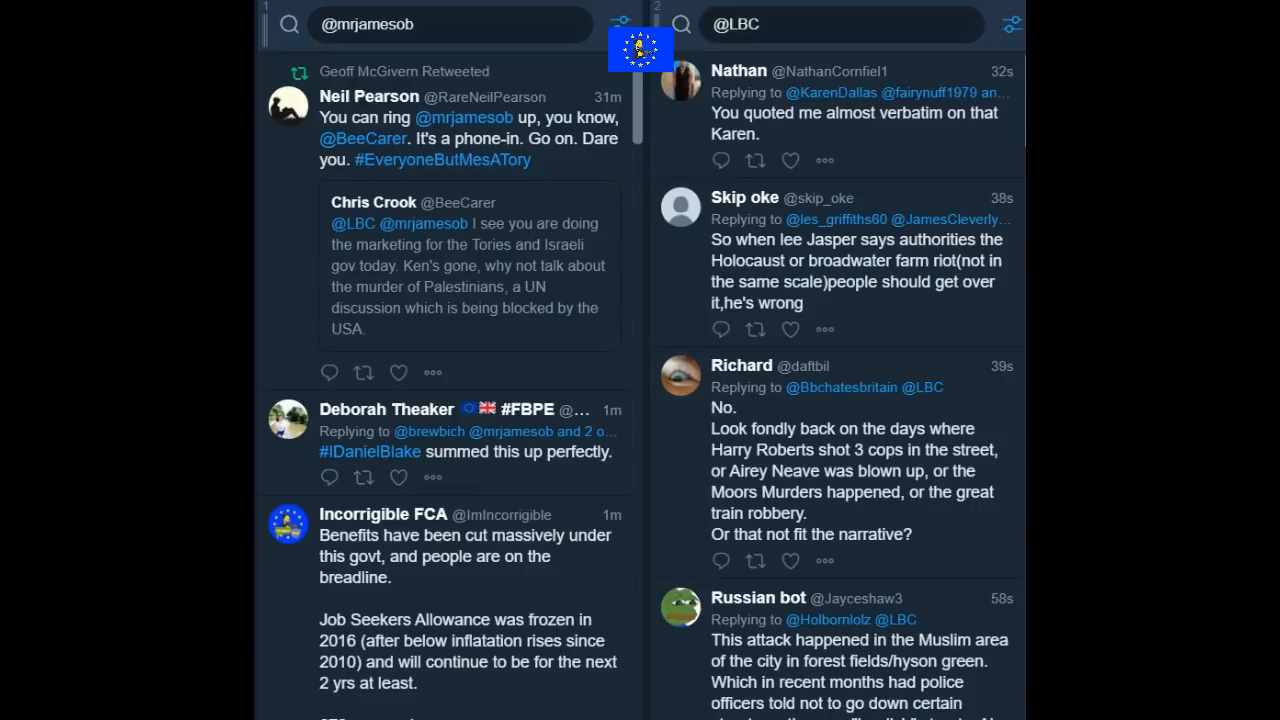 1
@mrjamesob
Geoff McGivern Retweeted
Neil Pearson @RareNeilPearson 31m
You can ring @mrjamesob up, you know,
@BeeCarer. It's a phone-in. Go on. Dare
you. #EveryoneButMesATory
Chris Crook @BeeCarer
@LBC @mrjamesob I see you are doing
the marketing for the Tories and Israeli
gov today. Ken's gone, why not talk about
the murder of Palestinians, a UN
discussion which is being blocked by the
USA.
Deborah Theaker #FBPE @… 1m
Replying to @brewbich @mrjamesob and 2 o…
#IDanielBlake summed this up perfectly.
Incorrigible FCA @ImIncorrigible 1m
Benefits have been cut massively under
this govt, and people are on the
breadline.
Job Seekers Allowance was frozen in
2016 (after below inflatation rises since
2010) and will continue to be for the next
2 yrs at least.
2
@LBC
Nathan @NathanCornfiel1 32s
Replying to @KarenDallas @fairynuff1979 an…
You quoted me almost verbatim on that
Karen.
Skip oke @skip_oke 38s
Replying to @les_griffiths60 @JamesCleverly…
So when lee Jasper says authorities the
Holocaust or broadwater farm riot(not in
the same scale)people should get over
it,he's wrong
Richard @daftbil 39s
Replying to @Bbchatesbritain @LBC
No.
Look fondly back on the days where
Harry Roberts shot 3 cops in the street,
or Airey Neave was blown up, or the
Moors Murders happened, or the great
train robbery.
Or that not fit the narrative?
Russian bot @Jayceshaw3 58s
Replying to @Holbornlolz @LBC
This attack happened in the Muslim area
of the city in forest fields/hyson green.
Which in recent months had police
officers told not to go down certain